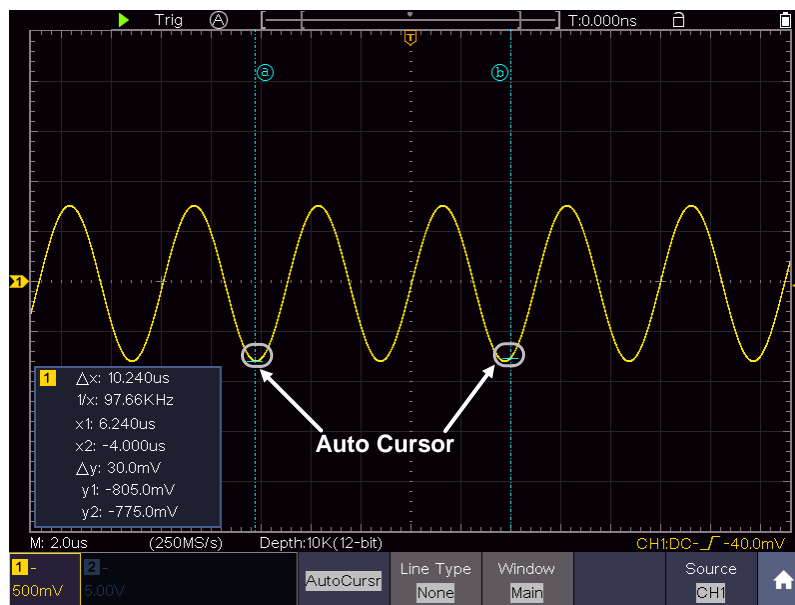 Trig A T:0.000ns
T
a b
1
1 △x: 10.240us
1/x: 97.66KHz
x1: 6.240us
x2: -4.000us
△y: 30.0mV
y1: -805.0mV
y2: -775.0mV
Auto Cursor
M: 2.0us (250MS/s) Depth:10K(12-bit) CH1:DC- -40.0mV
1 - 2 -
500mV 5.00V
AutoCursr
Line Type
None
Window
Main
Source
CH1